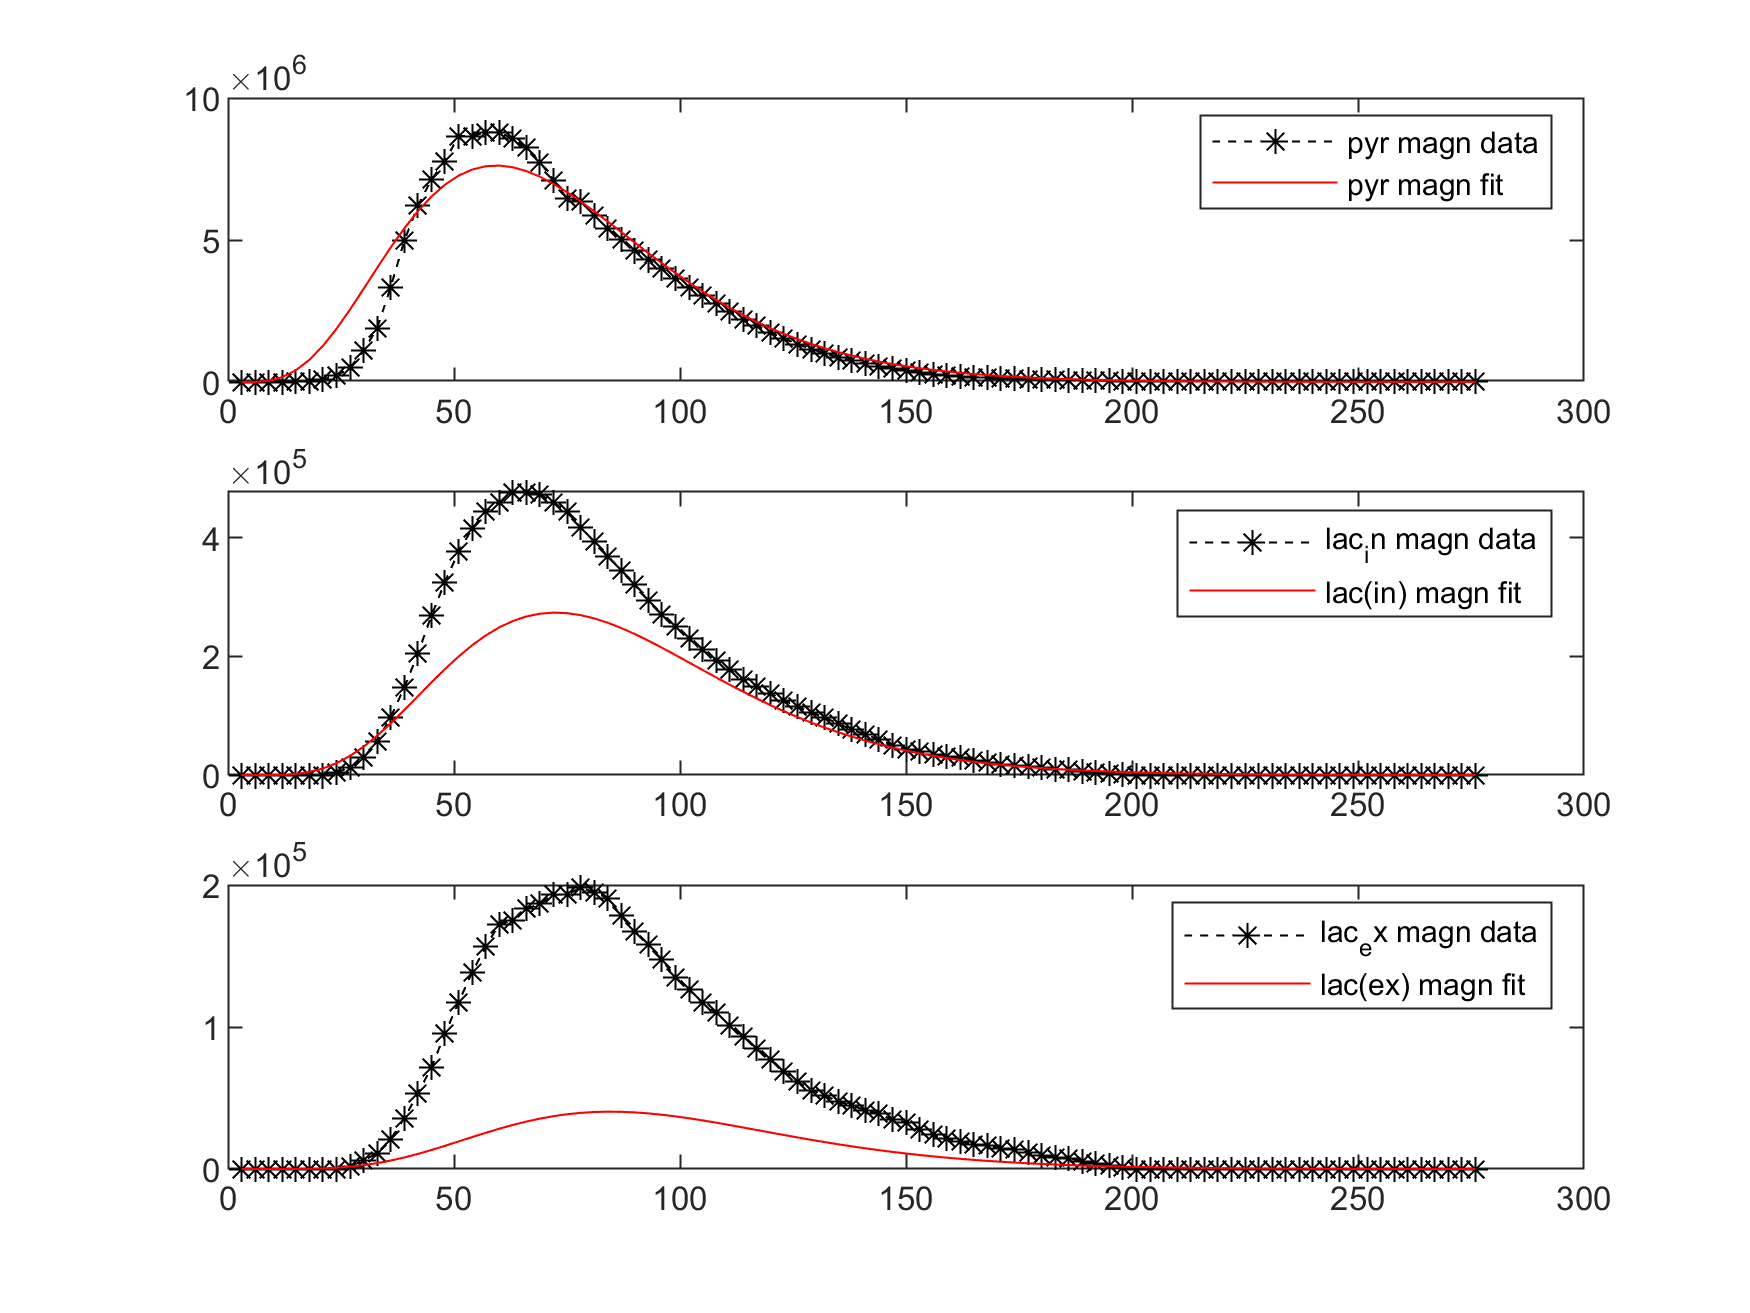 ×10^6
10
5
0
0 50 100 150 200 250 300
pyr magn data
pyr magn fit
×10^5
4
2
0
0 50 100 150 200 250 300
lac_in magn data
lac(in) magn fit
×10^5
2
1
0
0 50 100 150 200 250 300
lac_ex magn data
lac(ex) magn fit